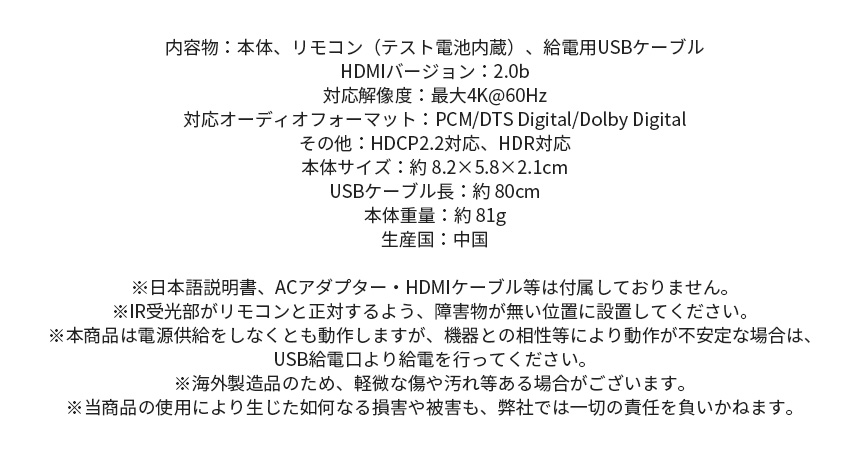 内容物：本体、リモコン（テスト電池内蔵）、給電用USBケーブル
HDMIバージョン：2.0b
対応解像度：最大4K@60Hz
対応オーディオフォーマット：PCM/DTS Digital/Dolby Digital
その他：HDCP2.2対応、HDR対応
本体サイズ：約 8.2×5.8×2.1cm
USBケーブル長：約 80cm
本体重量：約 81g
生産国：中国
※日本語説明書、ACアダプター・HDMIケーブル等は付属しておりません。
※IR受光部がリモコンと正対するよう、障害物が無い位置に設置してください。
※本商品は電源供給をしなくとも動作しますが、機器との相性等により動作が不安定な場合は、
USB給電口より給電を行ってください。
※海外製造品のため、軽微な傷や汚れ等ある場合がございます。
※当商品の使用により生じた如何なる損害や被害も、弊社では一切の責任を負いかねます。